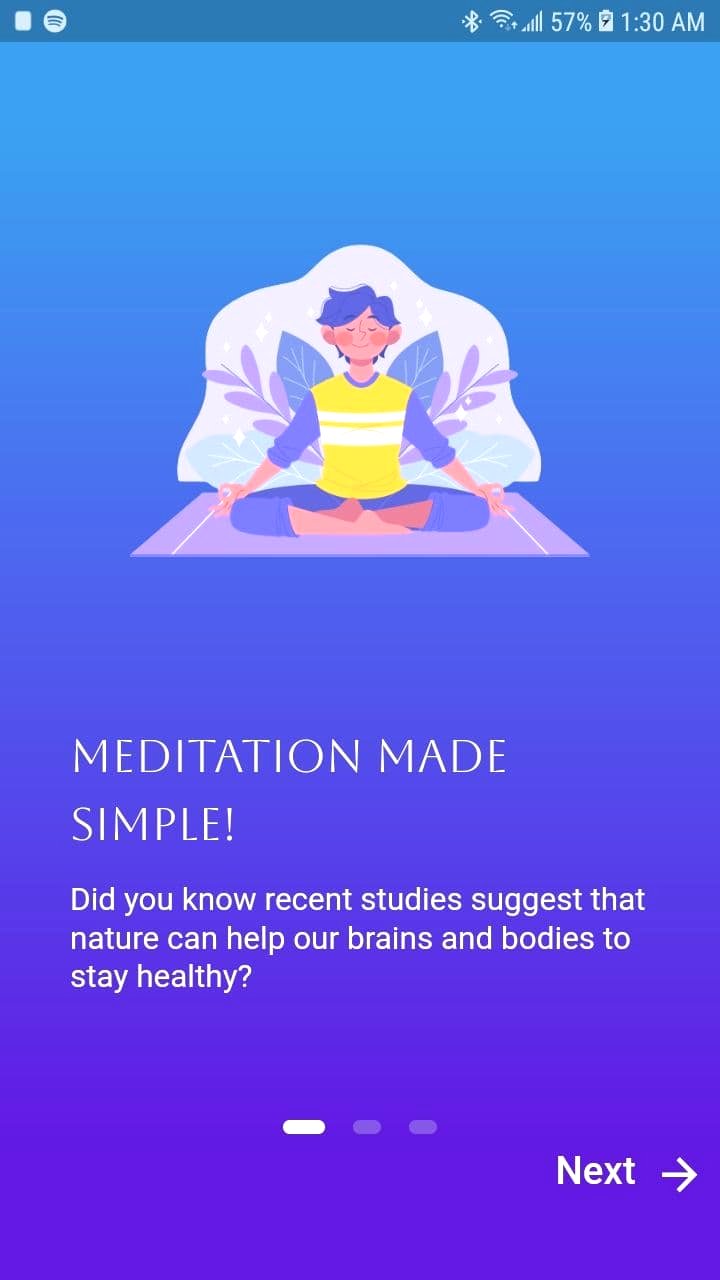 57% 1:30 AM
MEDITATION MADE
SIMPLE!
Did you know recent studies suggest that
nature can help our brains and bodies to
stay healthy?
Next